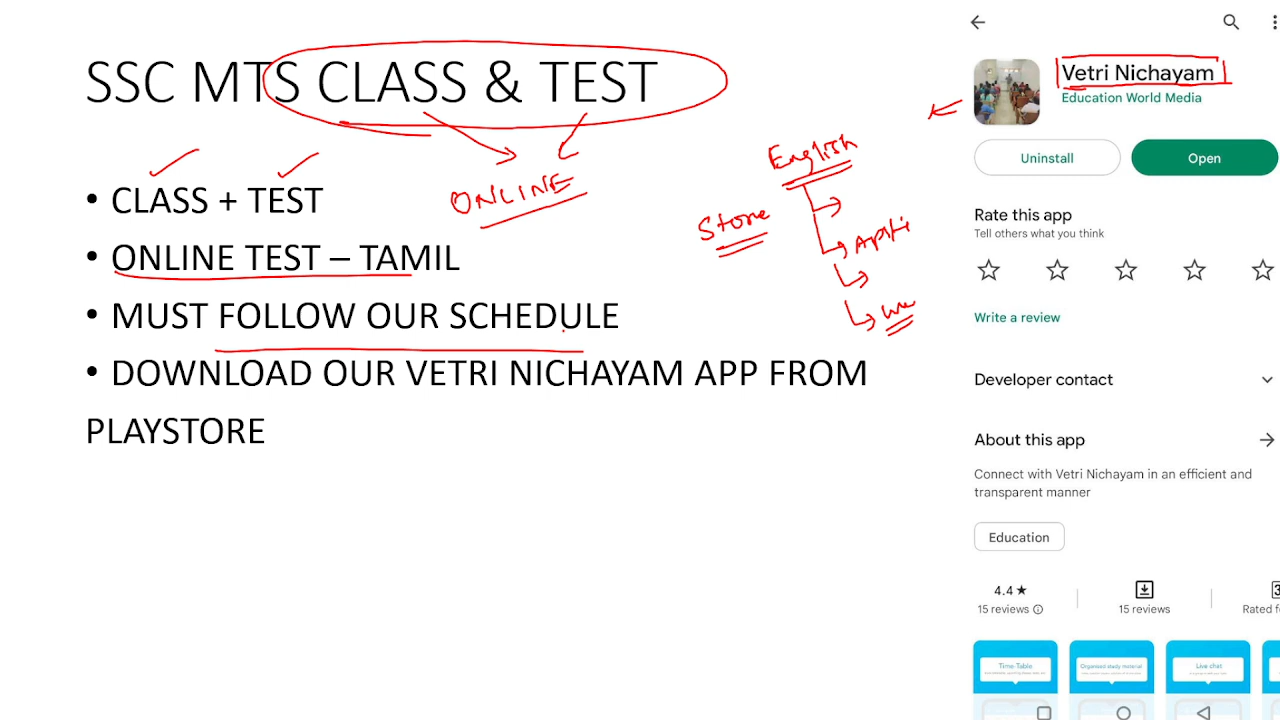 SSC MTS CLASS & TEST
• CLASS + TEST
• ONLINE TEST – TAMIL
• MUST FOLLOW OUR SCHEDULE
• DOWNLOAD OUR VETRI NICHAYAM APP FROM
PLAYSTORE
ONLINE
English
Store
Apti
Vetri Nichayam
Education World Media
Uninstall
Open
Rate this app
Tell others what you think
Write a review
Developer contact
About this app
Connect with Vetri Nichayam in an efficient and
transparent manner
Education
4.4★
15 reviews
15 reviews
Rated fo
Time-Table
Organised study material
Live chat